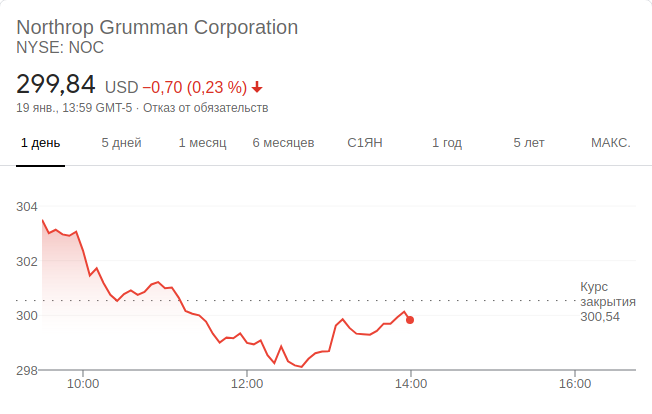 Northrop Grumman Corporation
NYSE: NOC
299,84 USD −0,70 (0,23 %)
19 янв., 13:59 GMT-5 · Отказ от обязательств
1 день 5 дней 1 месяц 6 месяцев С1ЯН 1 год 5 лет МАКС.
304
302
300
298
Курс
закрытия
300,54
10:00 12:00 14:00 16:00